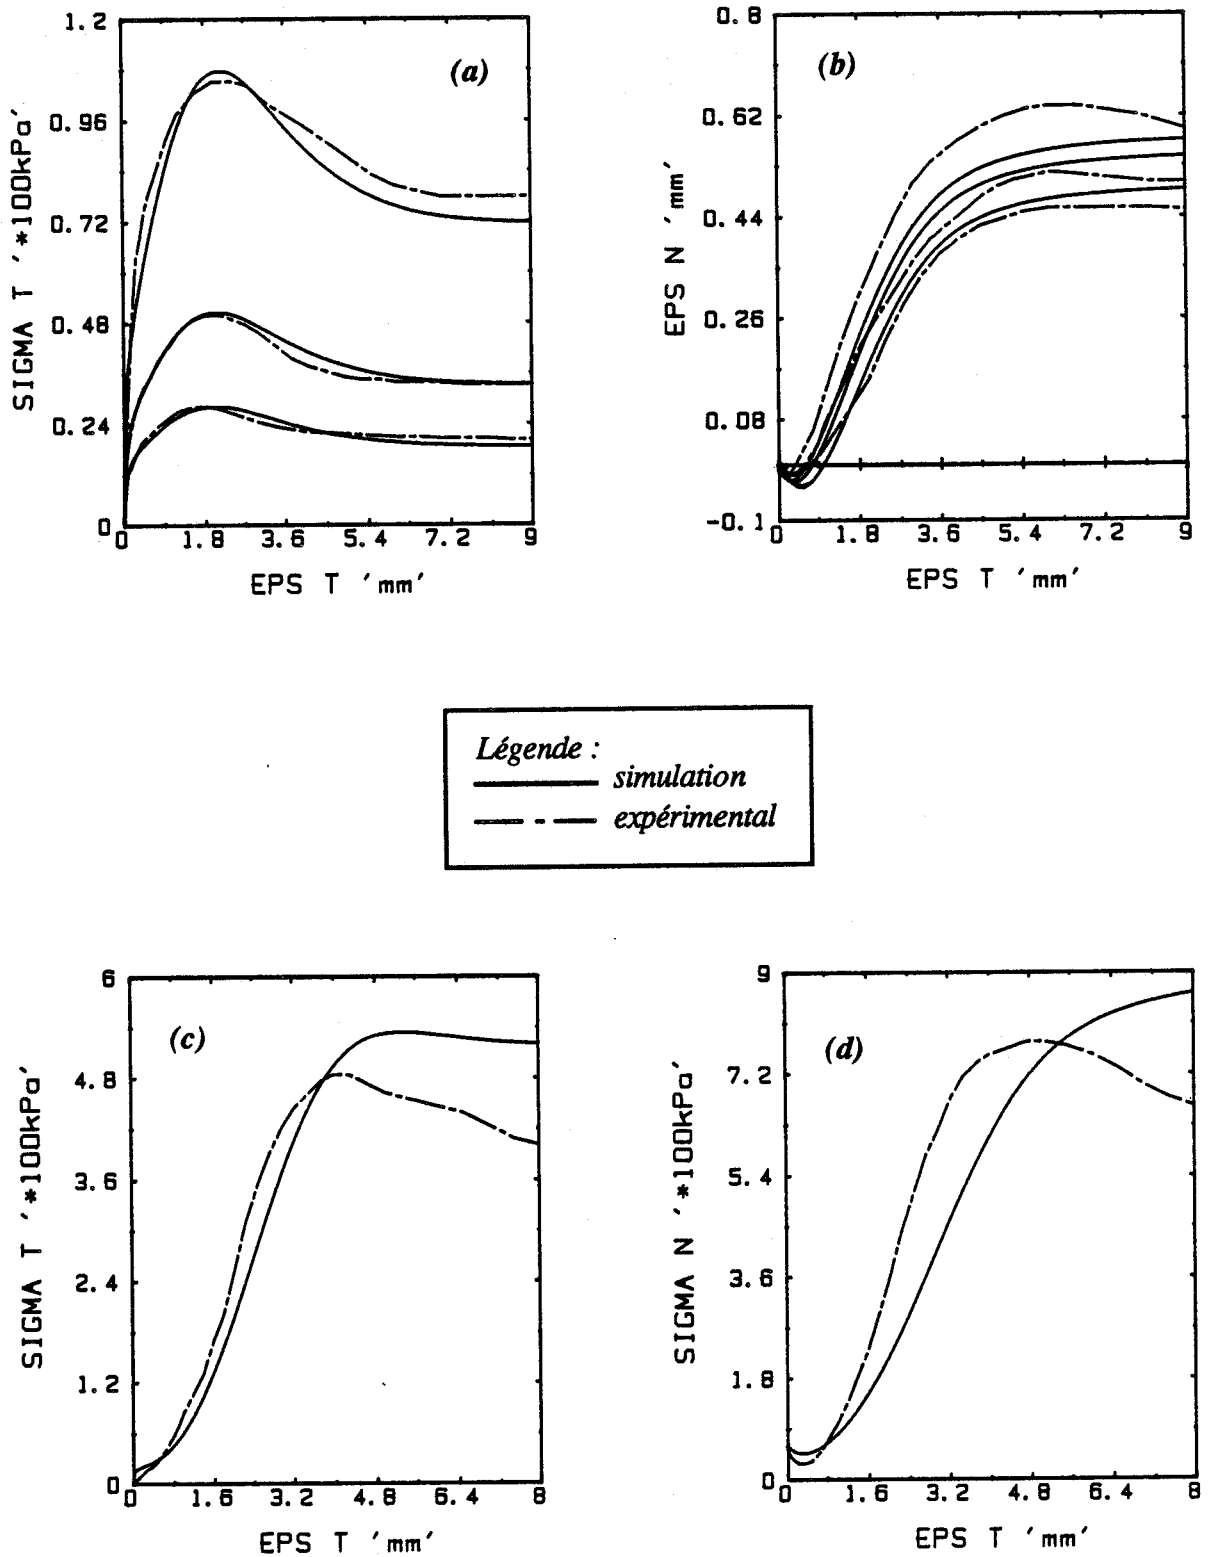 1.2
0.96
0.72
0.48
0.24
0
SIGMA T '*100kPa'
(a)
0 1.8 3.6 5.4 7.2 9
EPS T 'mm'
0.8
0.62
0.44
0.26
0.08
-0.1
EPS N 'mm'
(b)
0 1.8 3.6 5.4 7.2 9
EPS T 'mm'
Légende :
simulation
expérimental
6
4.8
3.6
2.4
1.2
0
SIGMA T '*100kPa'
(c)
0 1.6 3.2 4.8 6.4 8
EPS T 'mm'
9
7.2
5.4
3.6
1.8
0
SIGMA N '*100kPa'
(d)
0 1.6 3.2 4.8 6.4 8
EPS T 'mm'